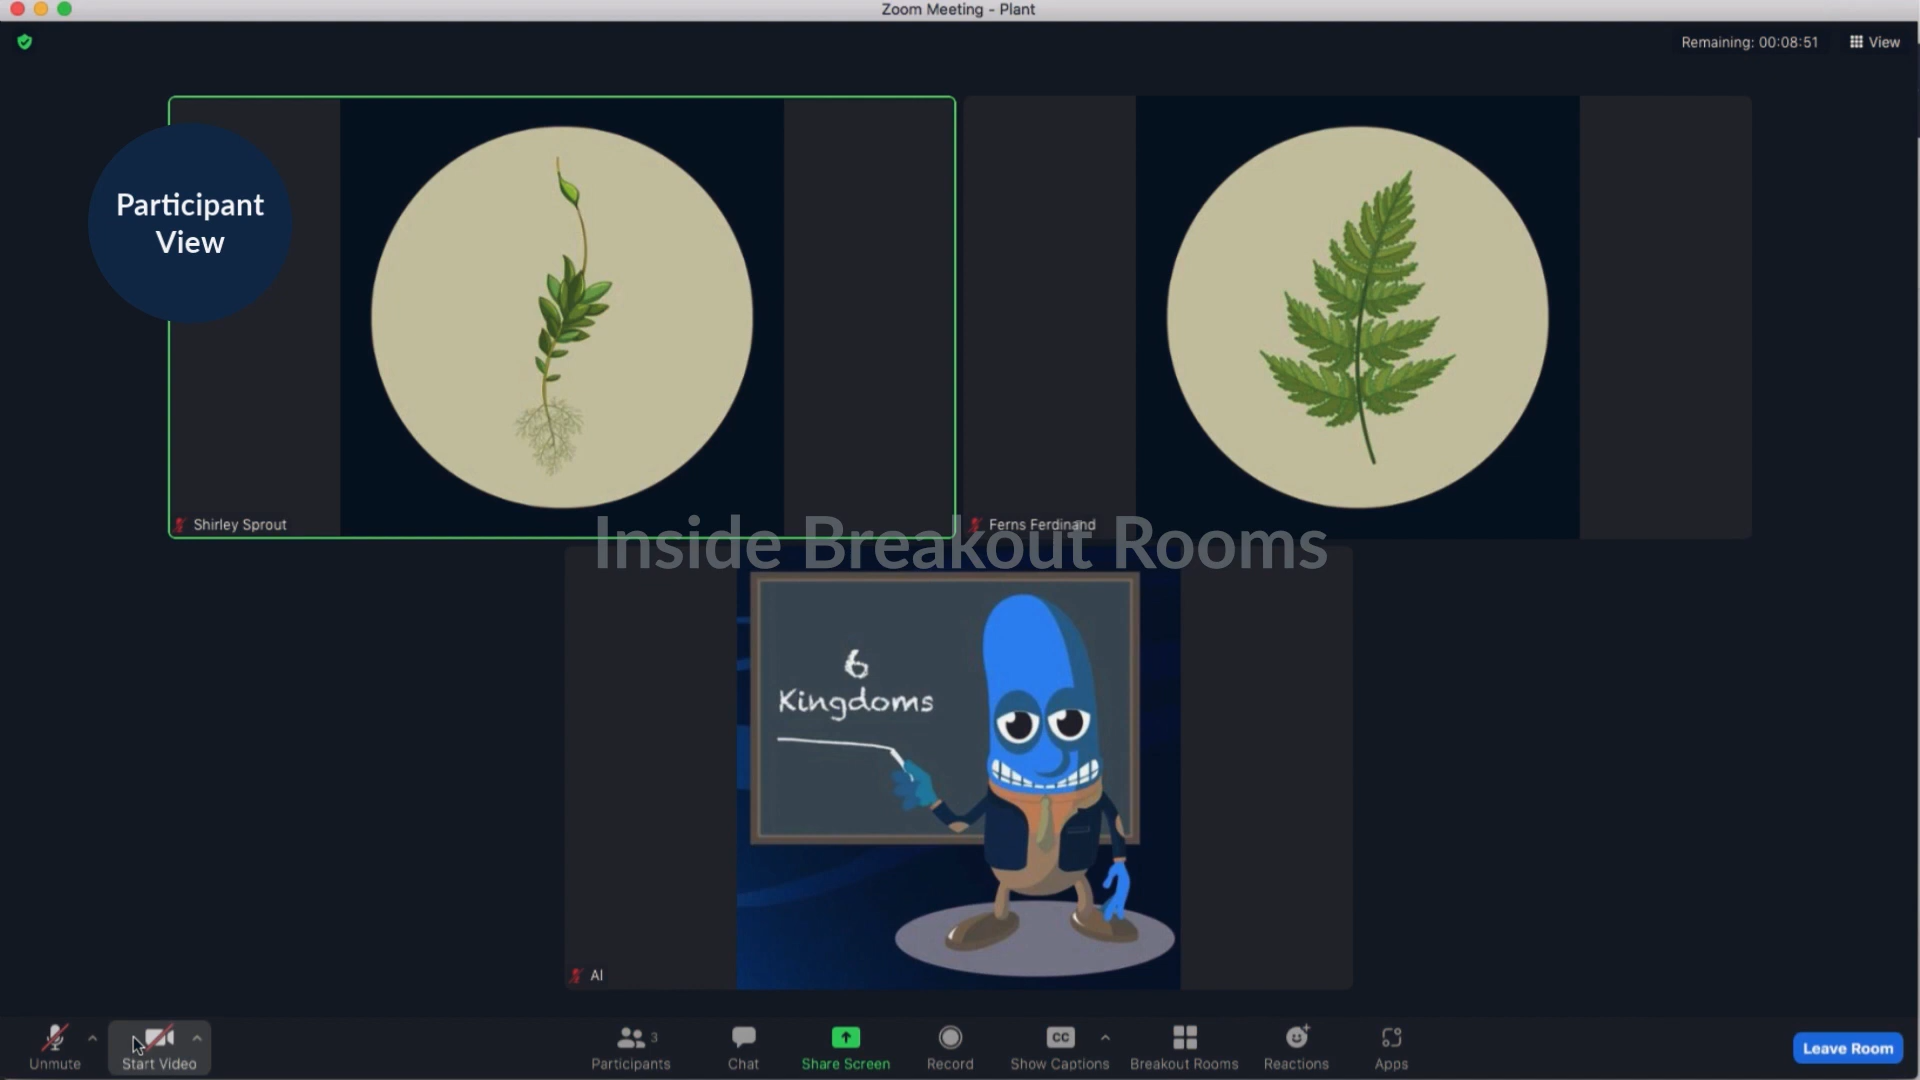 Zoom Meeting - Plant
Remaining: 00:08:51
View
Participant
View
Shirley Sprout
Ferns Ferdinand
Inside Breakout Rooms
6
Kingdoms
Al
Unmute
Start Video
Participants
3
Chat
Share Screen
Record
CC
Show Captions
Breakout Rooms
Reactions
Apps
Leave Room